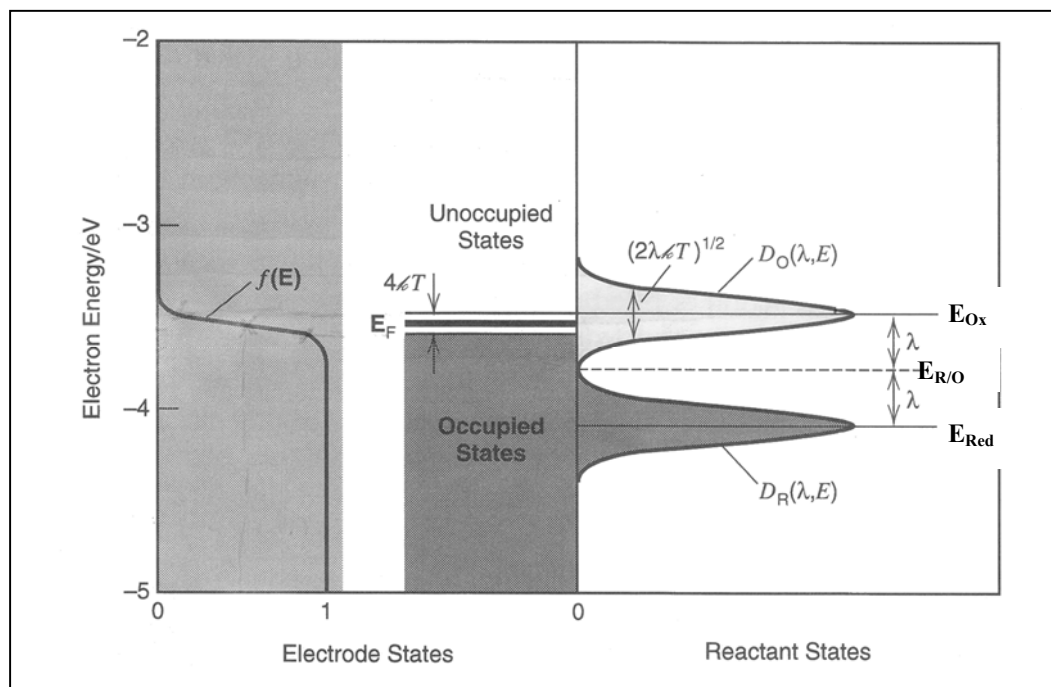 −2
−3
−4
−5
Electron Energy/eV
0
1
Electrode States
f(E)
4𝓀T
E_F
Unoccupied
States
Occupied
States
0
Reactant States
(2λ𝓀T)^1/2
D_O(λ,E)
E_Ox
λ
E_R/O
λ
E_Red
D_R(λ,E)